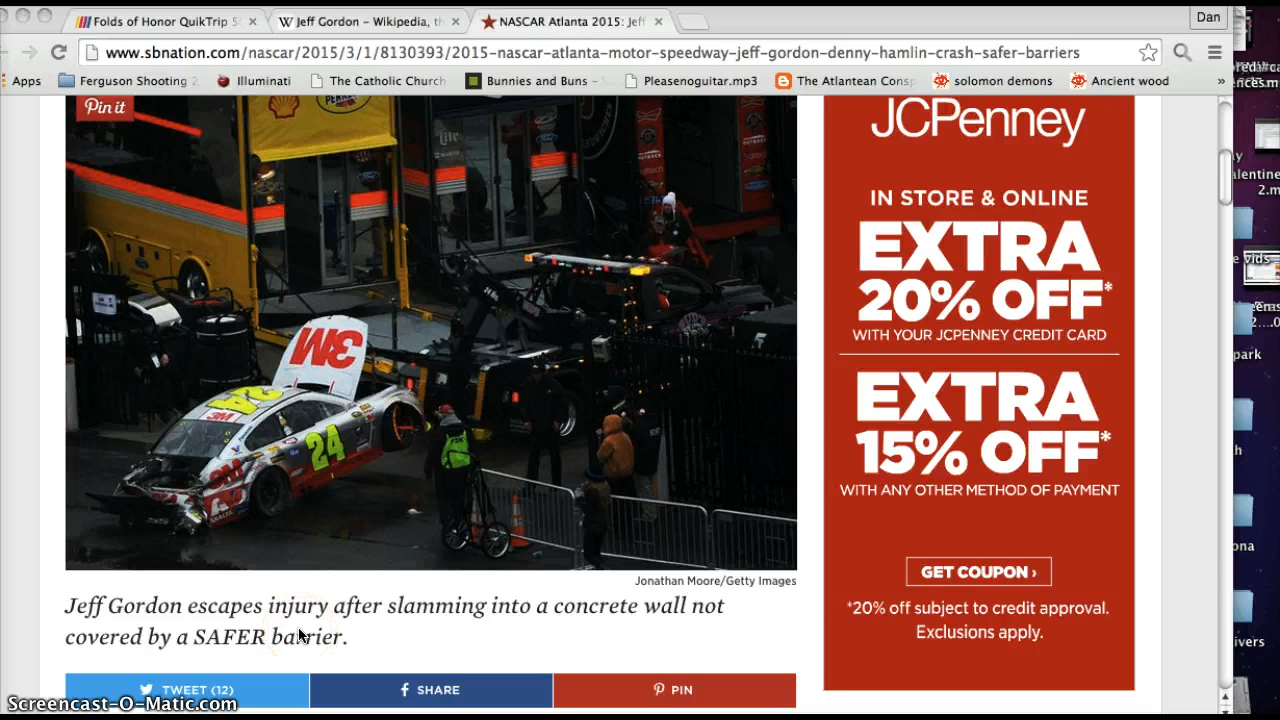 Folds of Honor QuikTrip 5
Jeff Gordon – Wikipedia, th
NASCAR Atlanta 2015: Jeff
Dan
www.sbnation.com/nascar/2015/3/1/8130393/2015-nascar-atlanta-motor-speedway-jeff-gordon-denny-hamlin-crash-safer-barriers
Apps
Ferguson Shooting 2
Illuminati
The Catholic Church
Bunnies and Buns –
Pleasenoguitar.mp3
The Atlantean Consp
solomon demons
Ancient wood
»
Pin it
3M
24
3M
24
JCPenney
IN STORE & ONLINE
EXTRA
20% OFF*
WITH YOUR JCPENNEY CREDIT CARD
EXTRA
15% OFF*
WITH ANY OTHER METHOD OF PAYMENT
GET COUPON ›
*20% off subject to credit approval.
Exclusions apply.
Jonathan Moore/Getty Images
Jeff Gordon escapes injury after slamming into a concrete wall not
covered by a SAFER barrier.
TWEET (12)
SHARE
PIN
Screencast-O-Matic.com